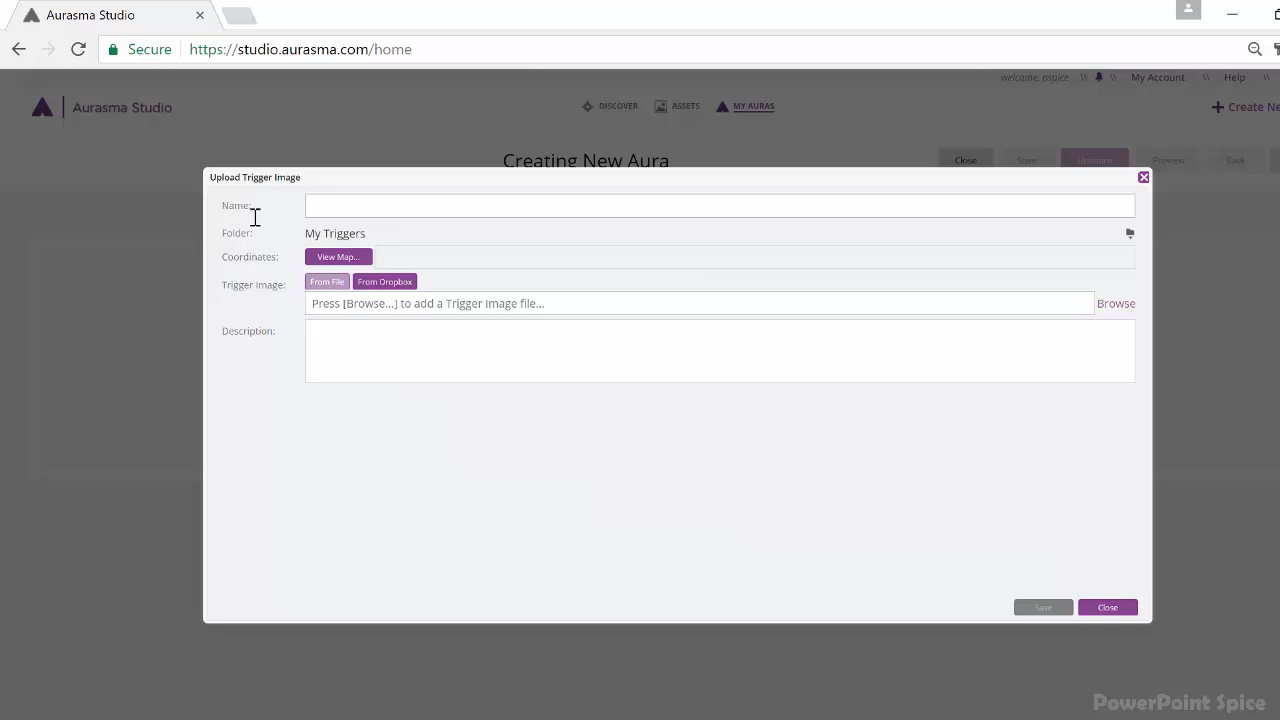 Aurasma Studio
Secure https://studio.aurasma.com/home
welcome, pspice \\ \\ My Account \\ Help \\
Aurasma Studio DISCOVER ASSETS MY AURAS + Create Ne
Creating New Aura Close Save Unshare Preview Back
Upload Trigger Image
Name:
Folder: My Triggers
Coordinates: View Map...
Trigger Image: From File From Dropbox
Press [Browse...] to add a Trigger Image file... Browse
Description:
Save Close
PowerPoint Spice